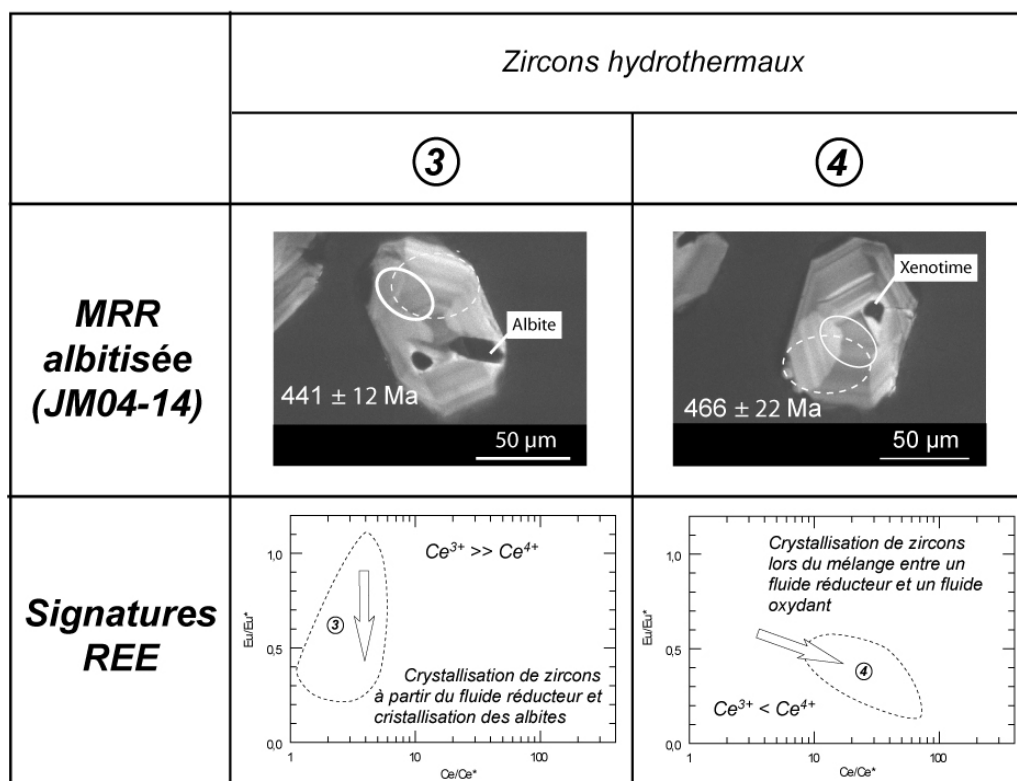 Zircons hydrothermaux
3
4
MRR
albitisée
(JM04-14)
Albite
441 ± 12 Ma
50 µm
Xenotime
466 ± 22 Ma
50 µm
Signatures
REE
Eu/Eu*
1,0
0,5
0,0
Ce³⁺ >> Ce⁴⁺
3
Crystallisation de zircons
à partir du fluide réducteur et
cristallisation des albites
1
10
100
Ce/Ce*
Eu/Eu*
1,0
0,5
0,0
Crystallisation de zircons
lors du mélange entre un
fluide réducteur et un fluide
oxydant
4
Ce³⁺ < Ce⁴⁺
1
10
100
Ce/Ce*